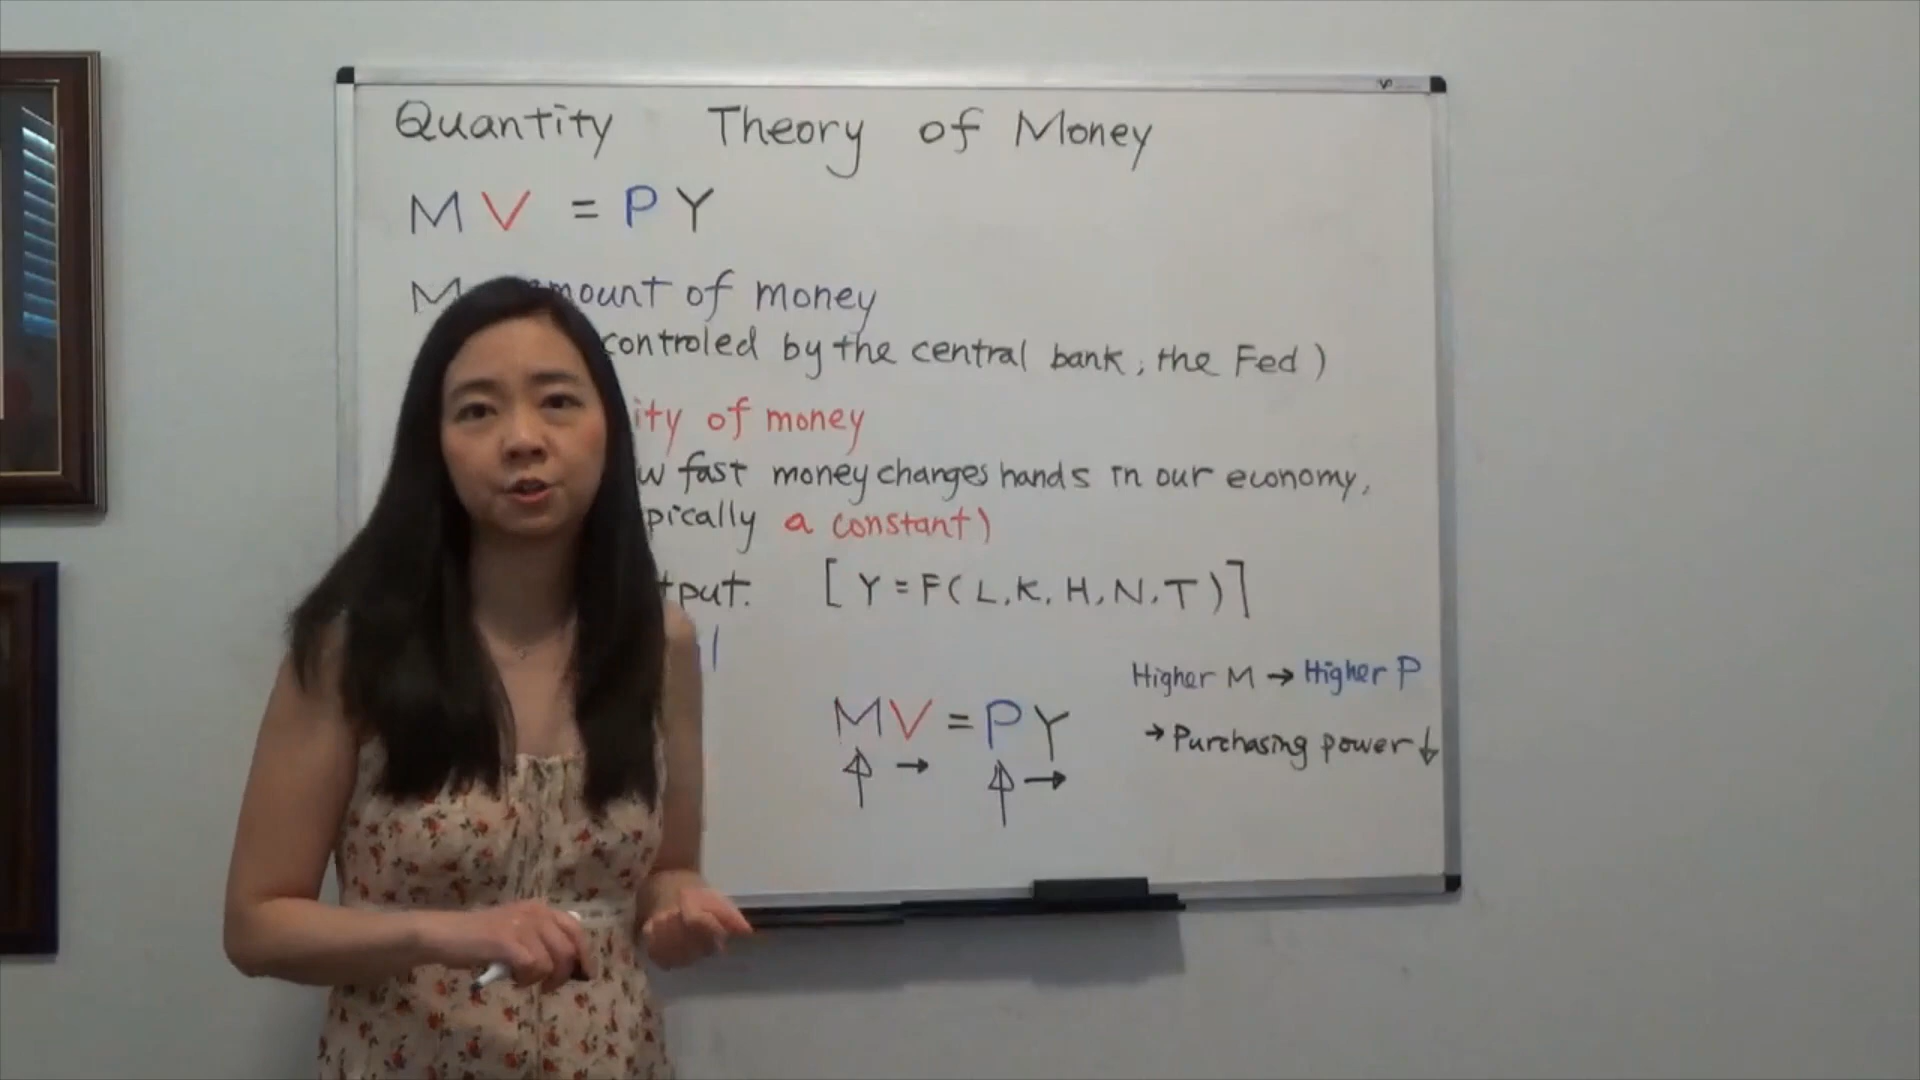 Quantity Theory of Money
MV = PY
M amount of money
controled by the central bank, the Fed)
ity of money
w fast money changes hands in our economy,
pically a constant)
tput. [Y=F(L,K,H,N,T)]
Higher M → Higher P
MV = PY
→ Purchasing power ↓
↑ → ↑ →